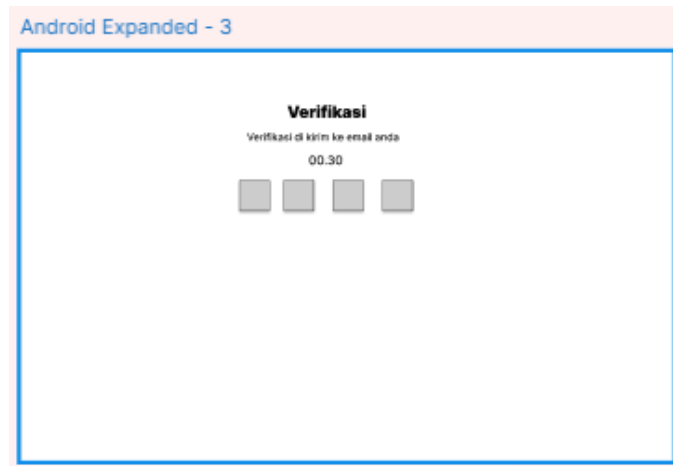 Android Expanded - 3
Verifikasi
Verifikasi di kirim ke email anda
00.30